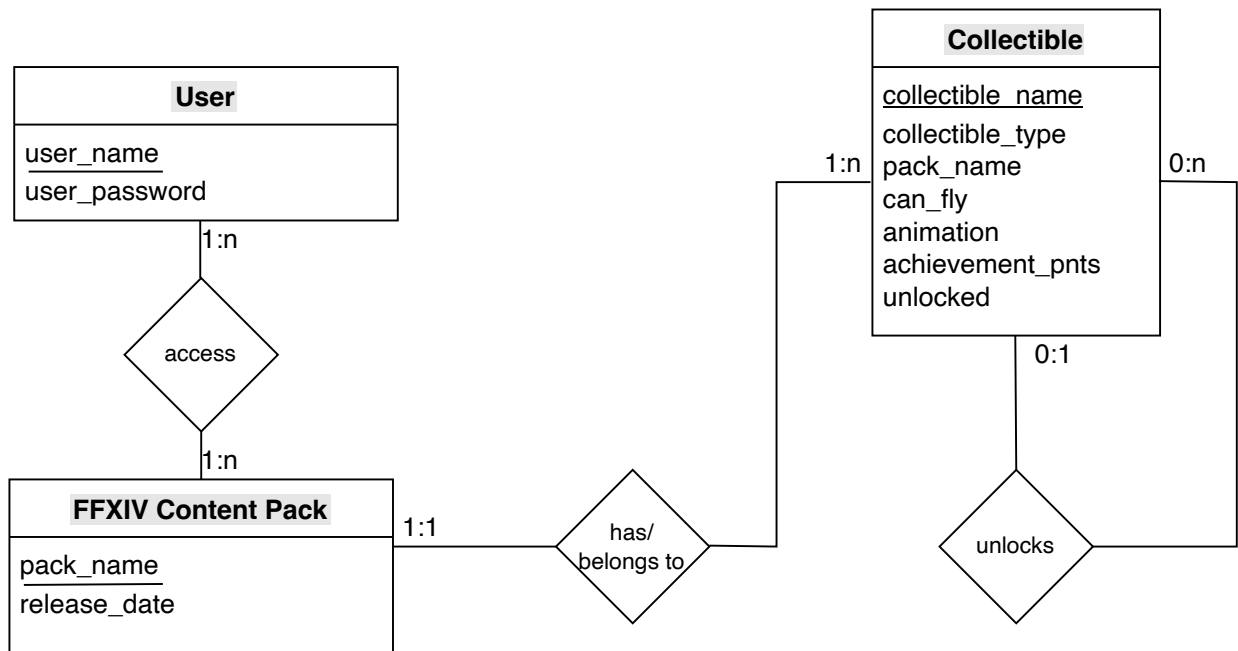 User
user_name
user_password
1:n
access
1:n
FFXIV Content Pack
pack_name
release_date
1:1
has/
belongs to
1:n
Collectible
collectible_name
collectible_type
pack_name
can_fly
animation
achievement_pnts
unlocked
0:n
0:1
unlocks